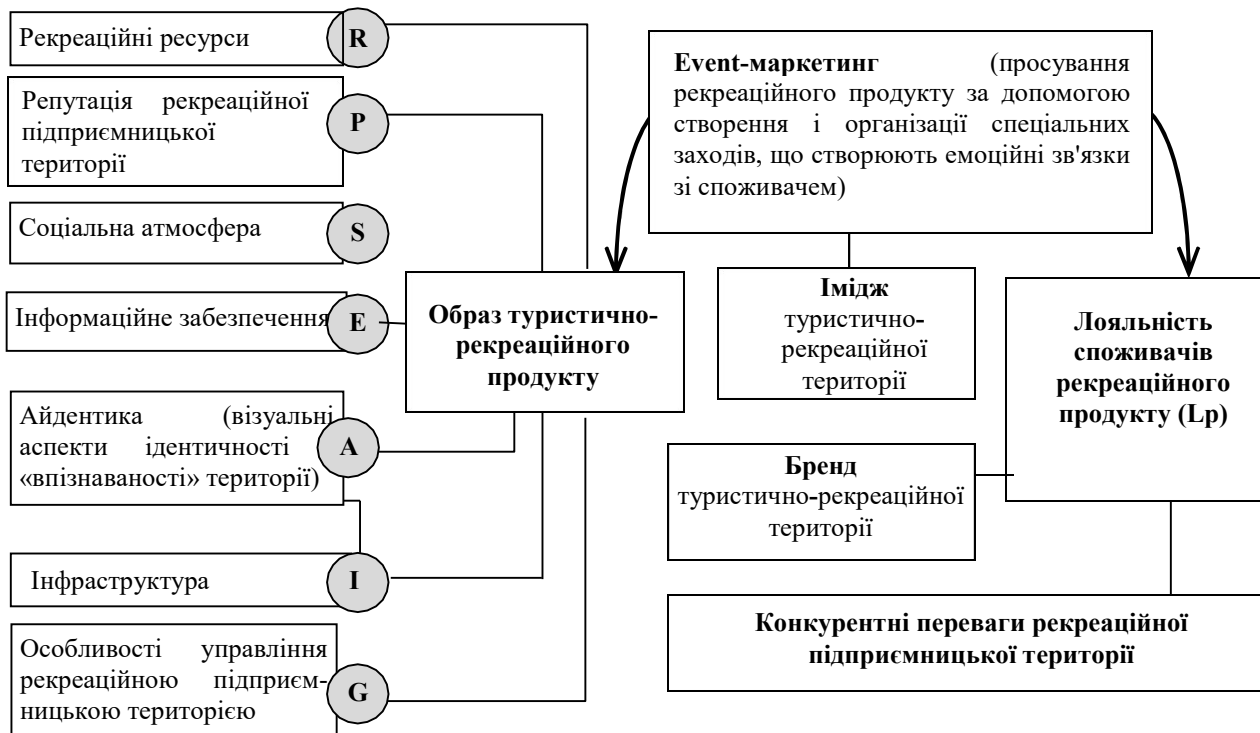 Рекреаційні ресурси
R
Репутація рекреаційної
підприємницької
території
P
Соціальна атмосфера
S
Інформаційне забезпечення
E
Айдентика (візуальні
аспекти ідентичності
«впізнаваності» території)
A
Інфраструктура
I
Особливості управління
рекреаційною підприєм-
ницькою територією
G
Образ туристично-
рекреаційного
продукту
Event-маркетинг (просування
рекреаційного продукту за допомогою
створення і організації спеціальних
заходів, що створюють емоційні зв'язки
зі споживачем)
Імідж
туристично-
рекреаційної
території
Лояльність
споживачів
рекреаційного
продукту (Lp)
Бренд
туристично-рекреаційної
території
Конкурентні переваги рекреаційної
підприємницької території